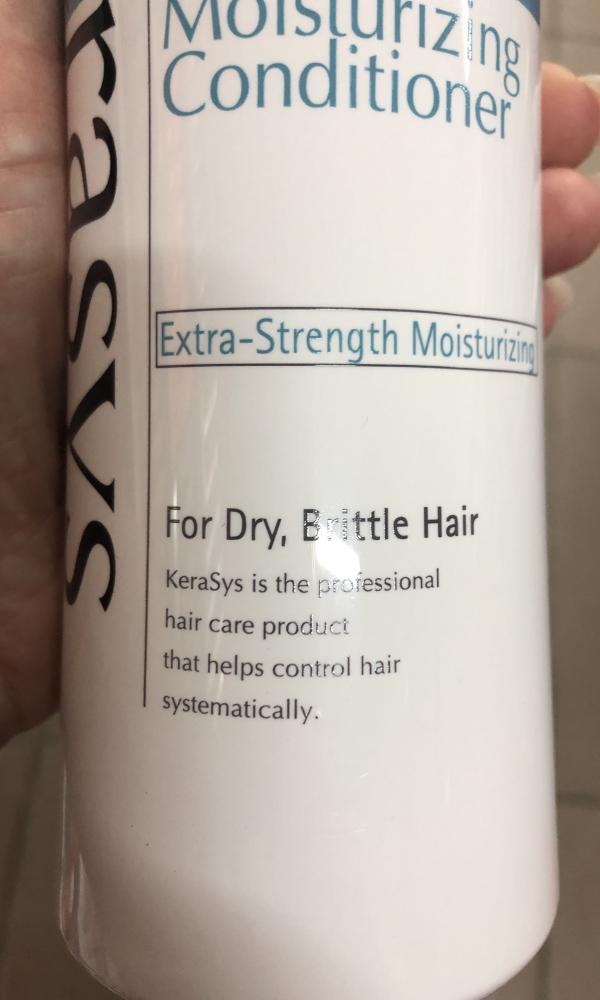 Moisturizing
Conditioner
Extra-Strength Moisturizing
For Dry, Brittle Hair
KeraSys is the professional
hair care product
that helps control hair
systematically.
rasys